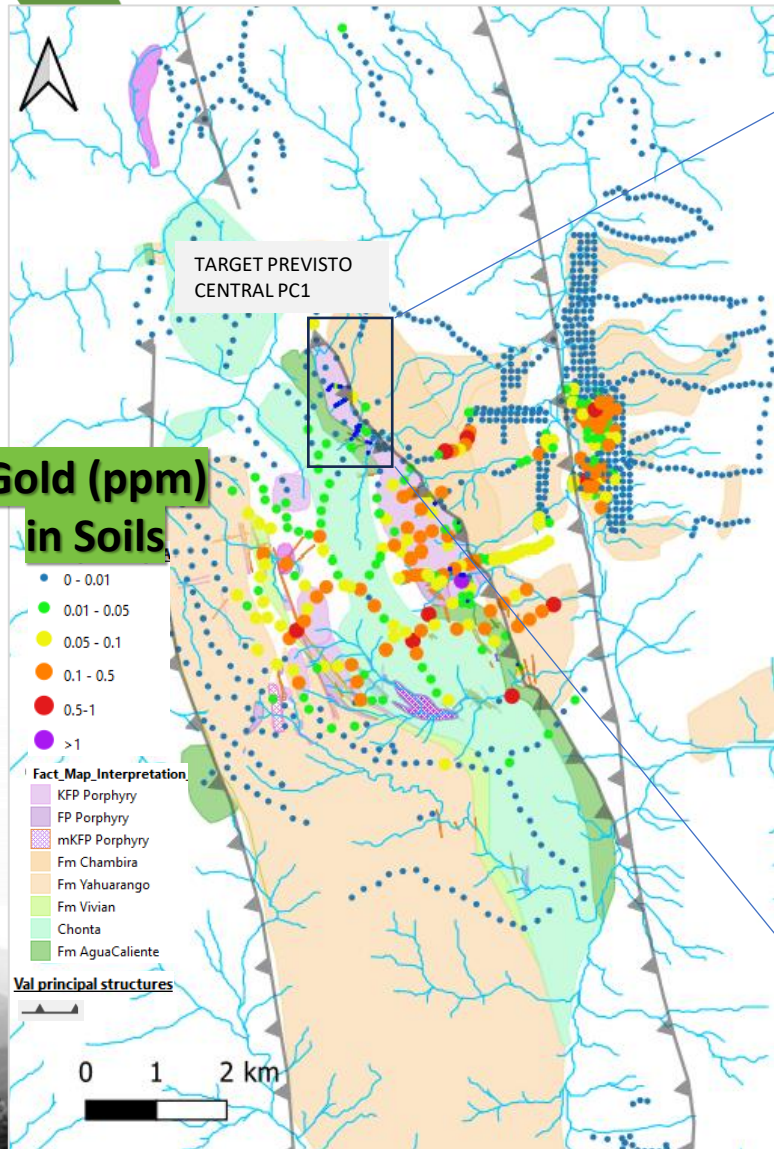 TARGET PREVISTO
CENTRAL PC1
Gold (ppm)
in Soils
0 - 0.01
0.01 - 0.05
0.05 - 0.1
0.1 - 0.5
0.5-1
>1
Fact_Map_Interpretation
KFP Porphyry
FP Porphyry
mKFP Porphyry
Fm Chambira
Fm Yahuarango
Fm Vivian
Chonta
Fm AguaCaliente
Val principal structures
0 1 2 km